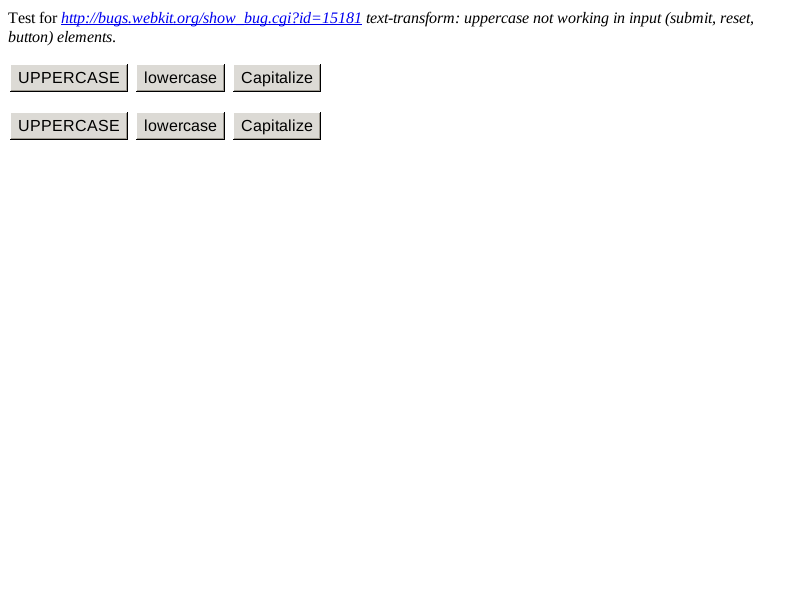 Test for http://bugs.webkit.org/show_bug.cgi?id=15181 text-transform: uppercase not working in input (submit, reset,
button) elements.
UPPERCASE lowercase Capitalize
UPPERCASE lowercase Capitalize